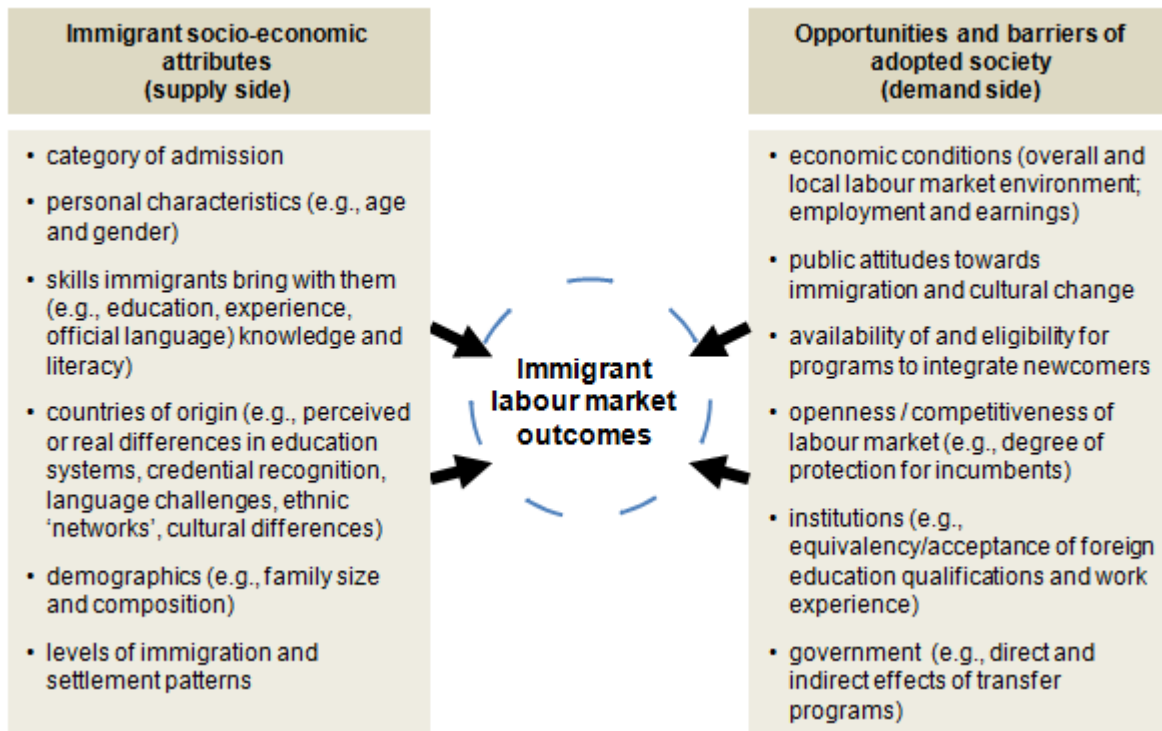 Immigrant socio-economic
attributes
(supply side)
• category of admission
• personal characteristics (e.g., age
and gender)
• skills immigrants bring with them
(e.g., education, experience,
official language) knowledge and
literacy)
• countries of origin (e.g., perceived
or real differences in education
systems, credential recognition,
language challenges, ethnic
‘networks’, cultural differences)
• demographics (e.g., family size
and composition)
• levels of immigration and
settlement patterns
Immigrant
labour market
outcomes
Opportunities and barriers of
adopted society
(demand side)
• economic conditions (overall and
local labour market environment;
employment and earnings)
• public attitudes towards
immigration and cultural change
• availability of and eligibility for
programs to integrate newcomers
• openness / competitiveness of
labour market (e.g., degree of
protection for incumbents)
• institutions (e.g.,
equivalency/acceptance of foreign
education qualifications and work
experience)
• government (e.g., direct and
indirect effects of transfer
programs)